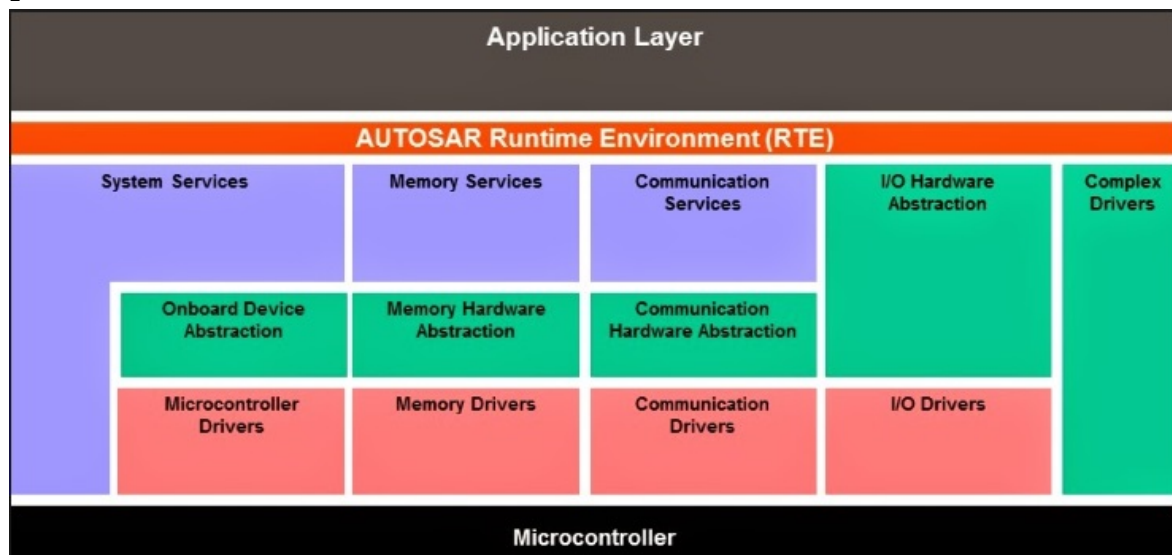 Application Layer
AUTOSAR Runtime Environment (RTE)
System Services
Memory Services
Communication
Services
I/O Hardware
Abstraction
Complex
Drivers
Onboard Device
Abstraction
Memory Hardware
Abstraction
Communication
Hardware Abstraction
Microcontroller
Drivers
Memory Drivers
Communication
Drivers
I/O Drivers
Microcontroller